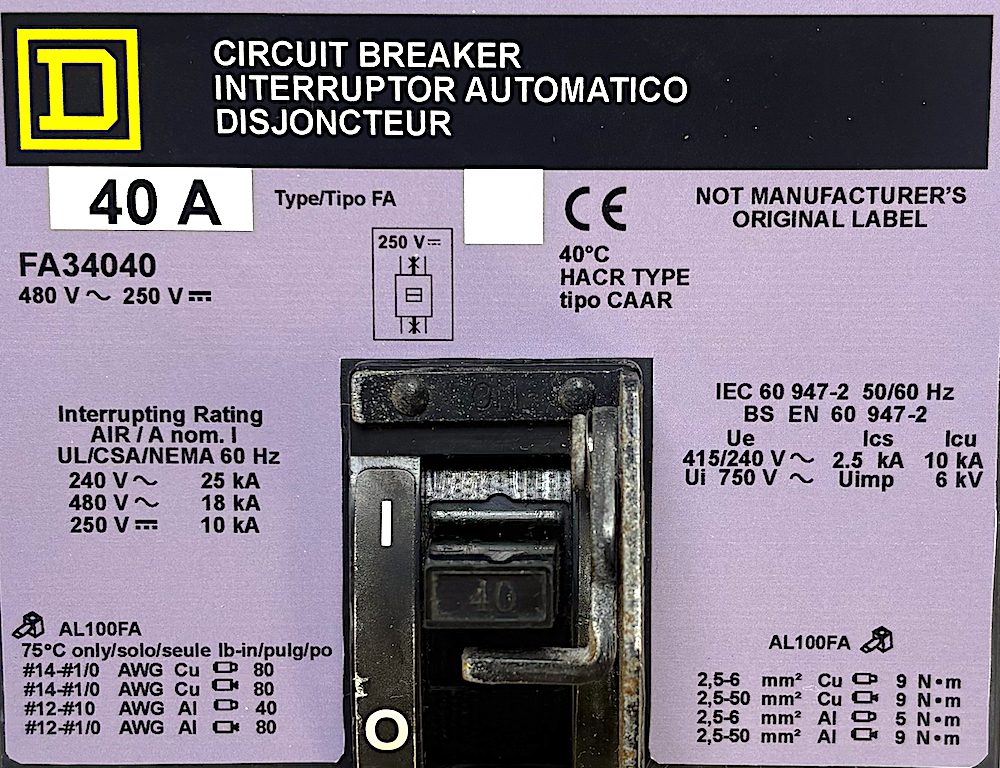 D
CIRCUIT BREAKER
INTERRUPTOR AUTOMATICO
DISJONCTEUR
40 A
Type/Tipo FA
FA34040
480 V ~ 250 V ⎓
250 V ⎓
CE
40°C
HACR TYPE
tipo CAAR
NOT MANUFACTURER'S
ORIGINAL LABEL
Interrupting Rating
AIR / A nom. I
UL/CSA/NEMA 60 Hz
240 V ~ 25 kA
480 V ~ 18 kA
250 V ⎓ 10 kA
IEC 60 947-2 50/60 Hz
BS EN 60 947-2
Ue Ics Icu
415/240 V ~ 2.5 kA 10 kA
Ui 750 V ~ Uimp 6 kV
I
40
O
AL100FA
75°C only/solo/seule lb-in/pulg/po
#14-#1/0 AWG Cu 80
#14-#1/0 AWG Cu 80
#12-#10 AWG Al 40
#12-#1/0 AWG Al 80
AL100FA
2,5-6 mm² Cu 9 N•m
2,5-50 mm² Cu 9 N•m
2,5-6 mm² Al 5 N•m
2,5-50 mm² Al 9 N•m